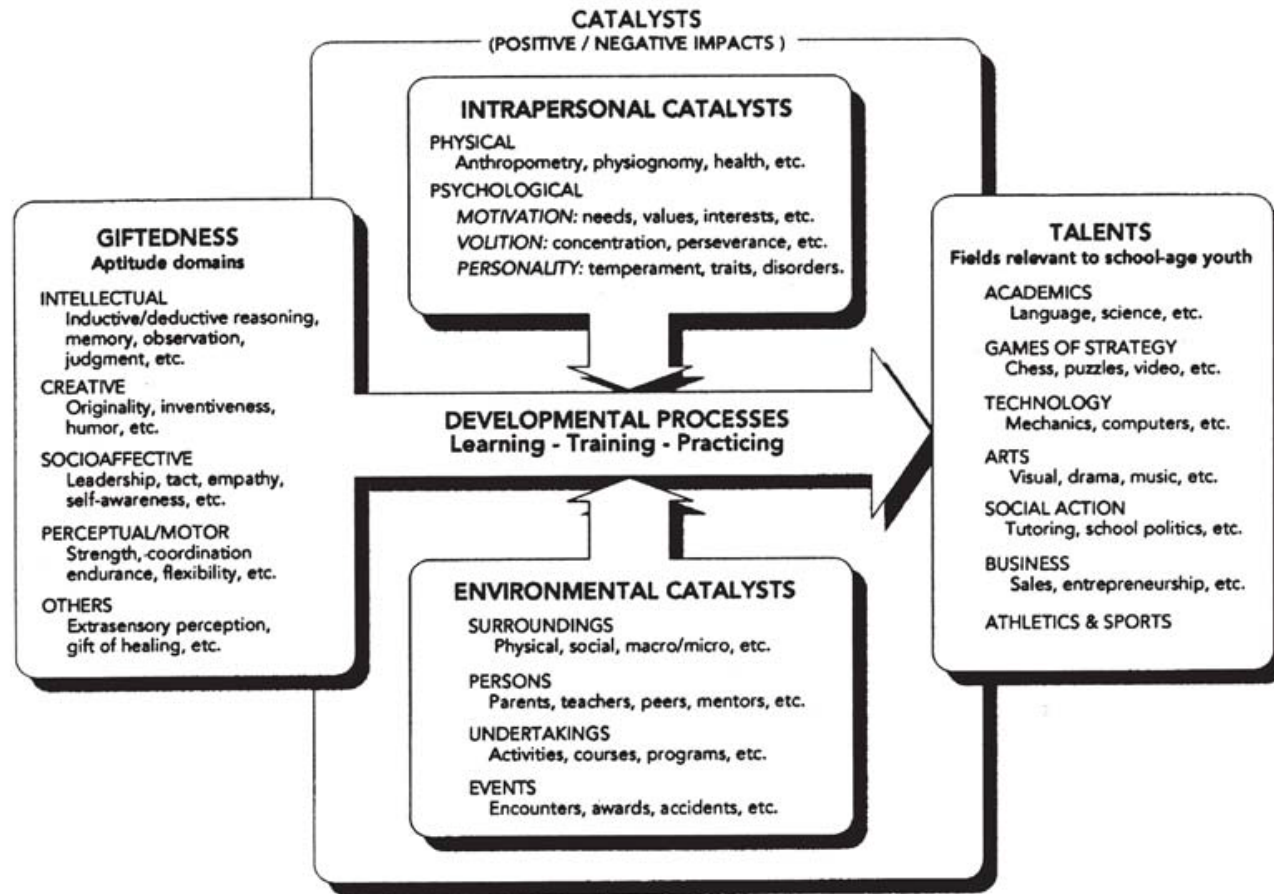 CATALYSTS
(POSITIVE / NEGATIVE IMPACTS )
INTRAPERSONAL CATALYSTS
PHYSICAL
Anthropometry, physiognomy, health, etc.
PSYCHOLOGICAL
MOTIVATION: needs, values, interests, etc.
VOLITION: concentration, perseverance, etc.
PERSONALITY: temperament, traits, disorders.
GIFTEDNESS
Aptitude domains
INTELLECTUAL
Inductive/deductive reasoning,
memory, observation,
judgment, etc.
CREATIVE
Originality, inventiveness,
humor, etc.
SOCIOAFFECTIVE
Leadership, tact, empathy,
self-awareness, etc.
PERCEPTUAL/MOTOR
Strength, coordination
endurance, flexibility, etc.
OTHERS
Extrasensory perception,
gift of healing, etc.
DEVELOPMENTAL PROCESSES
Learning - Training - Practicing
ENVIRONMENTAL CATALYSTS
SURROUNDINGS
Physical, social, macro/micro, etc.
PERSONS
Parents, teachers, peers, mentors, etc.
UNDERTAKINGS
Activities, courses, programs, etc.
EVENTS
Encounters, awards, accidents, etc.
TALENTS
Fields relevant to school-age youth
ACADEMICS
Language, science, etc.
GAMES OF STRATEGY
Chess, puzzles, video, etc.
TECHNOLOGY
Mechanics, computers, etc.
ARTS
Visual, drama, music, etc.
SOCIAL ACTION
Tutoring, school politics, etc.
BUSINESS
Sales, entrepreneurship, etc.
ATHLETICS & SPORTS